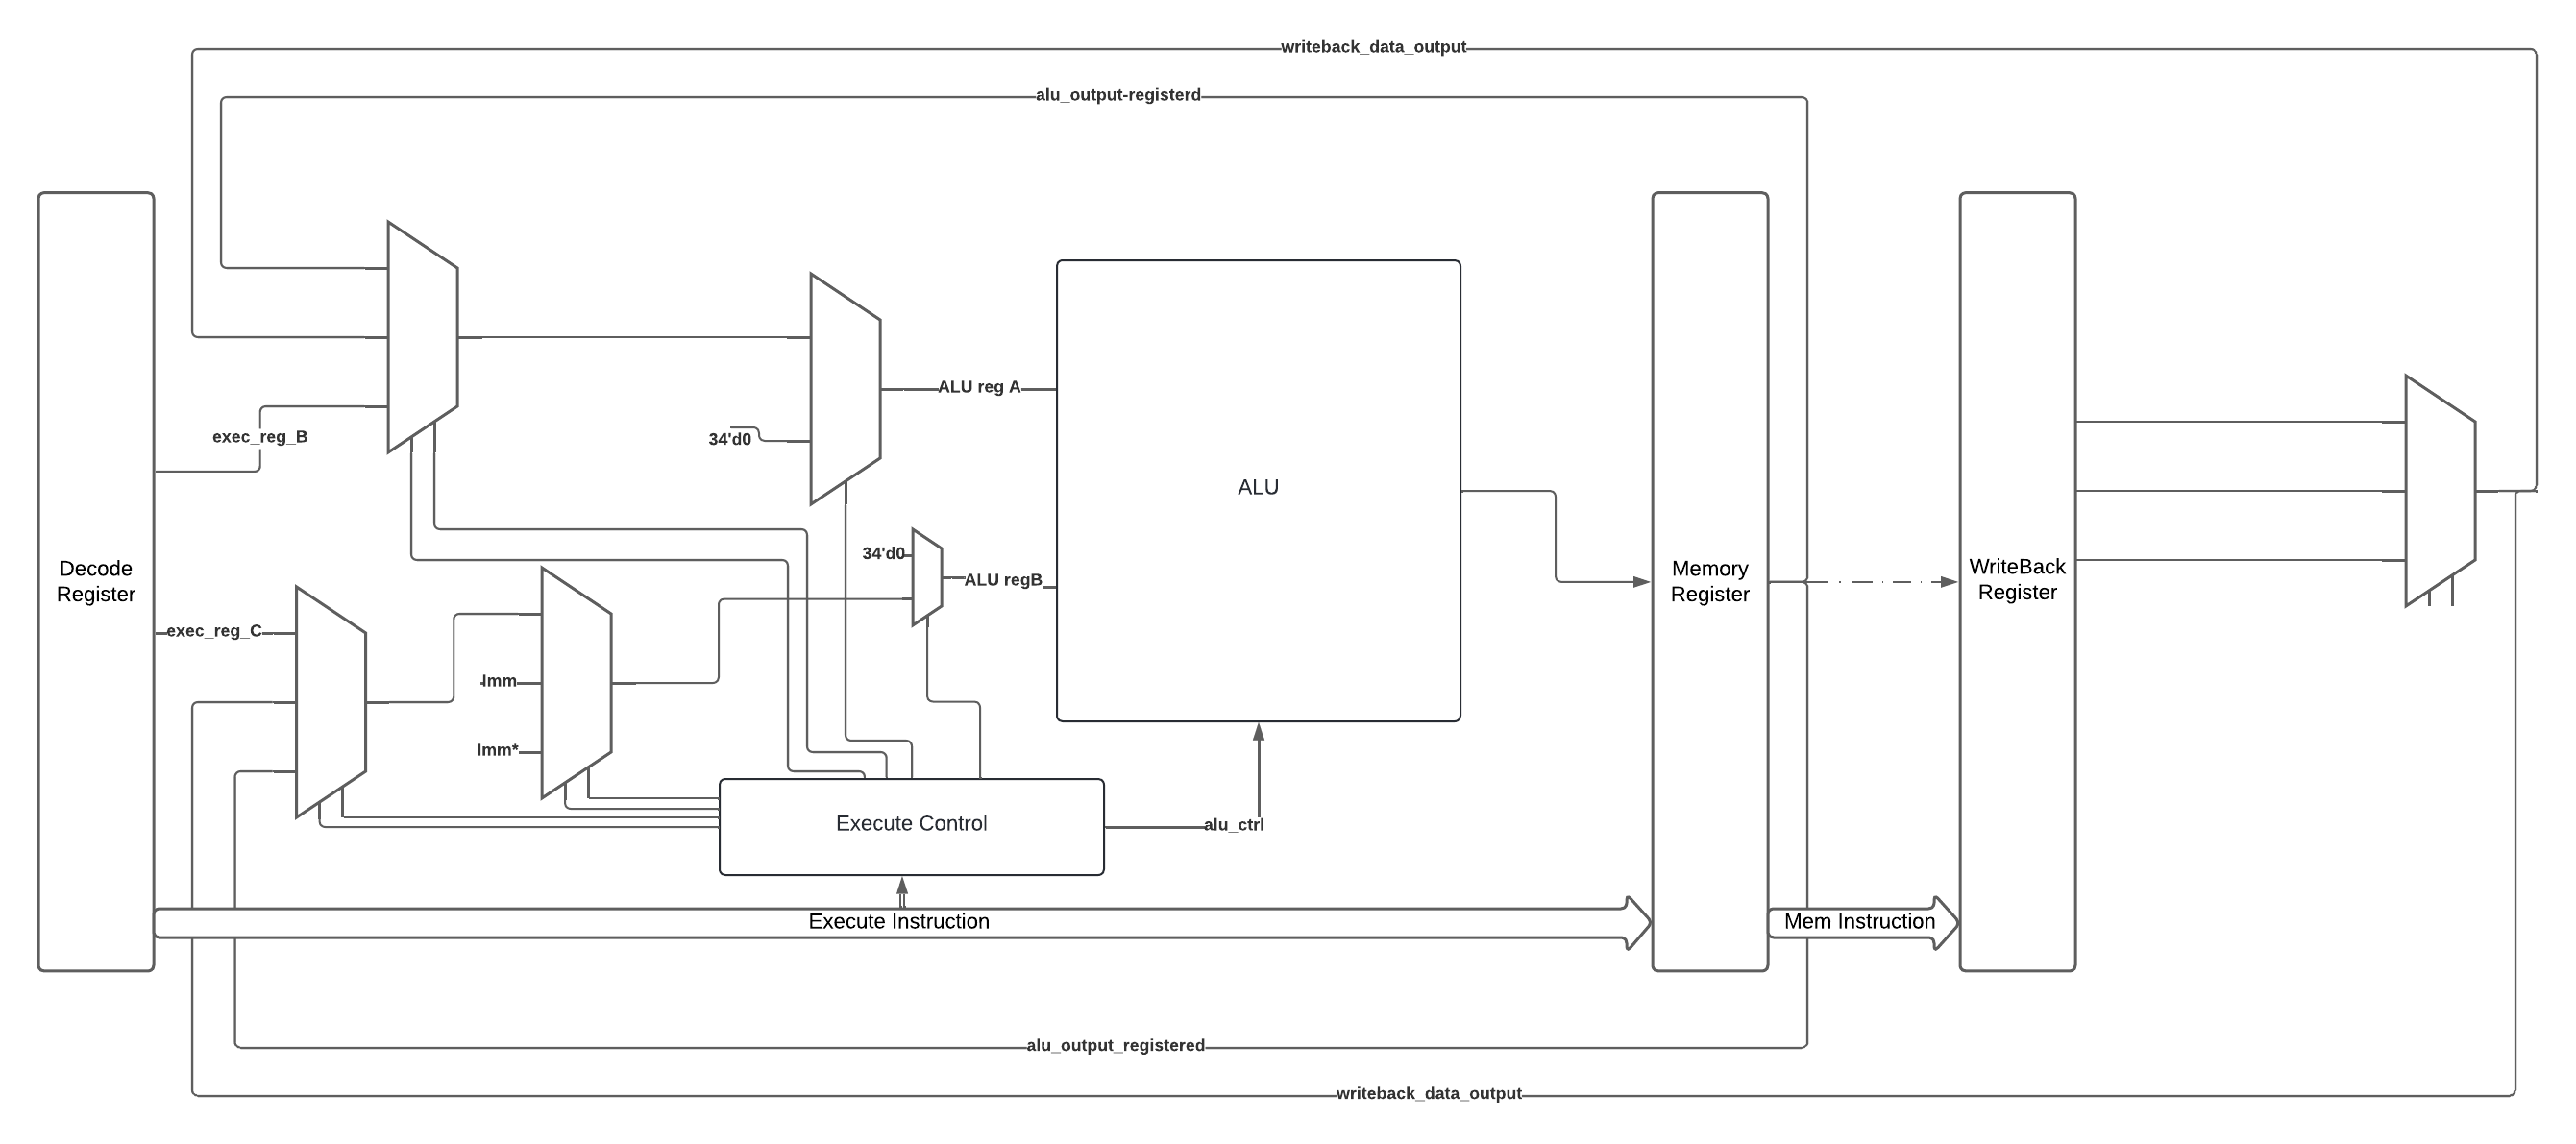 writeback_data_output
alu_output-registerd
ALU reg A
exec_reg_B
34'd0
ALU
34'd0
Decode
Register
ALU regB
Memory
Register
WriteBack
Register
exec_reg_C
Imm
Imm*
Execute Control
alu_ctrl
Execute Instruction
Mem Instruction
alu_output_registered
writeback_data_output